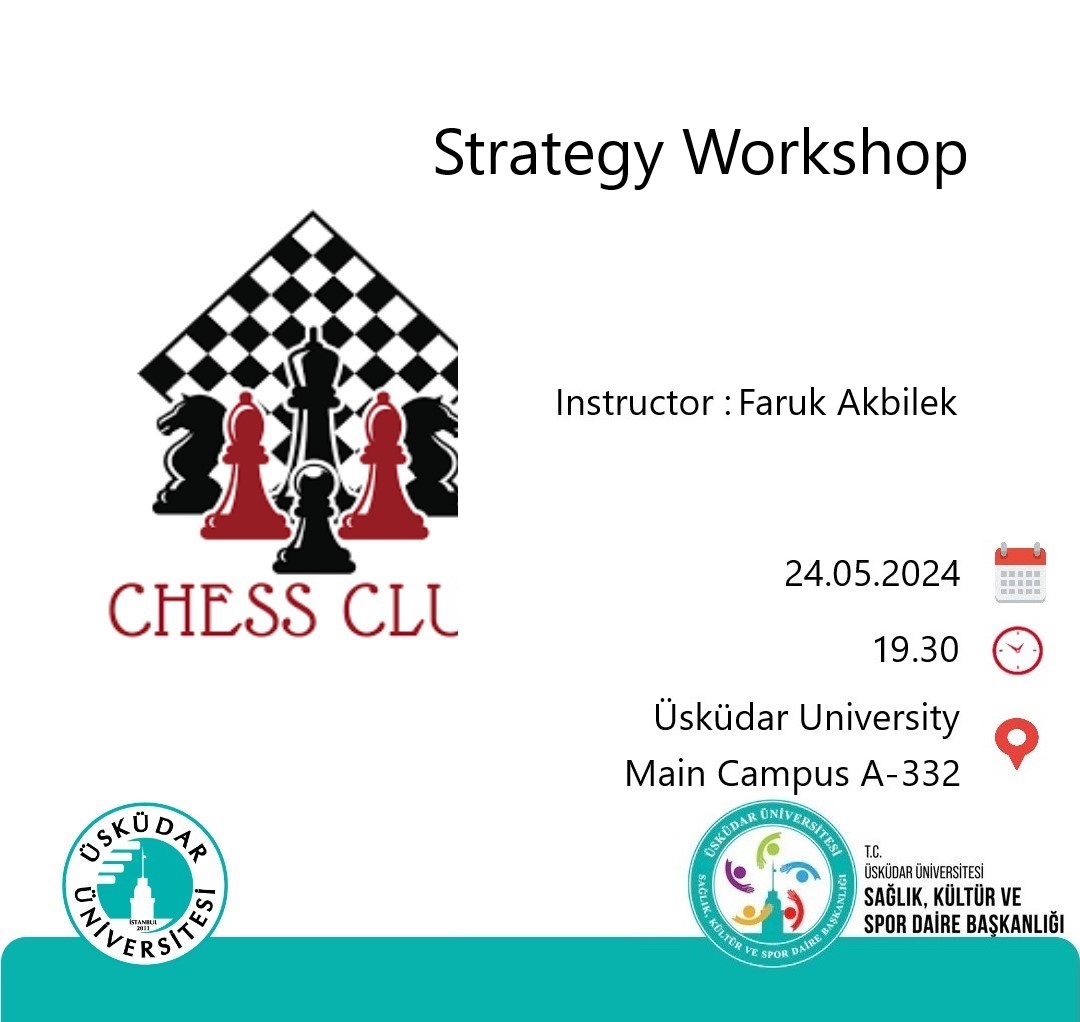 Strategy Workshop
Instructor : Faruk Akbilek
CHESS CLU
24.05.2024
19.30
Üsküdar University
Main Campus A-332
ÜSKÜDAR ÜNİVERSİTESİ
İSTANBUL
2011
ÜSKÜDAR ÜNİVERSİTESİ
SAĞLIK, KÜLTÜR VE SPOR DAİRE BAŞKANLIĞI
T.C.
ÜSKÜDAR ÜNİVERSİTESİ
SAĞLIK, KÜLTÜR VE
SPOR DAİRE BAŞKANLIĞI